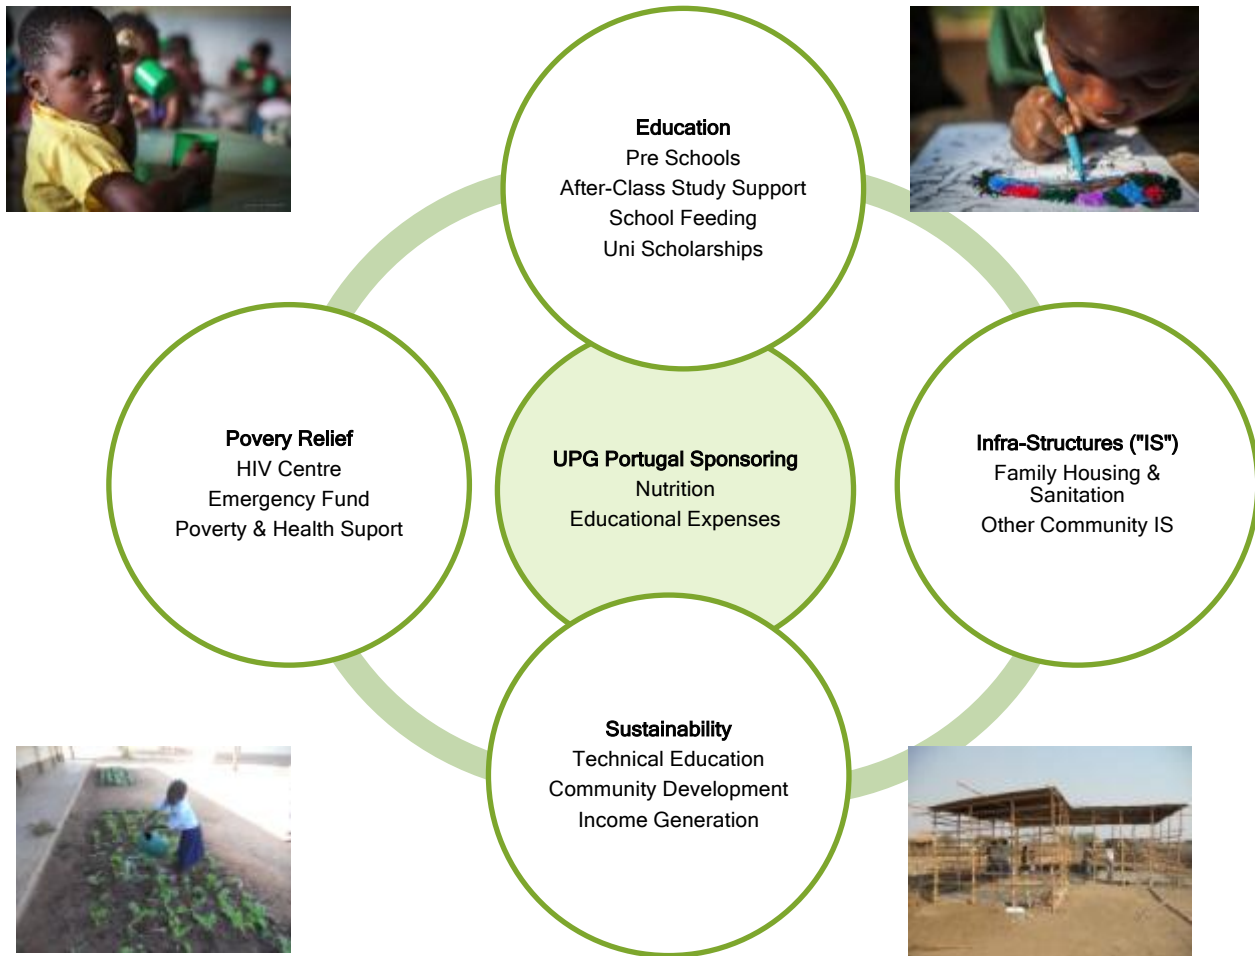 Education
Pre Schools
After-Class Study Support
School Feeding
Uni Scholarships
Povery Relief
HIV Centre
Emergency Fund
Poverty & Health Suport
UPG Portugal Sponsoring
Nutrition
Educational Expenses
Infra-Structures ("IS")
Family Housing &
Sanitation
Other Community IS
Sustainability
Technical Education
Community Development
Income Generation